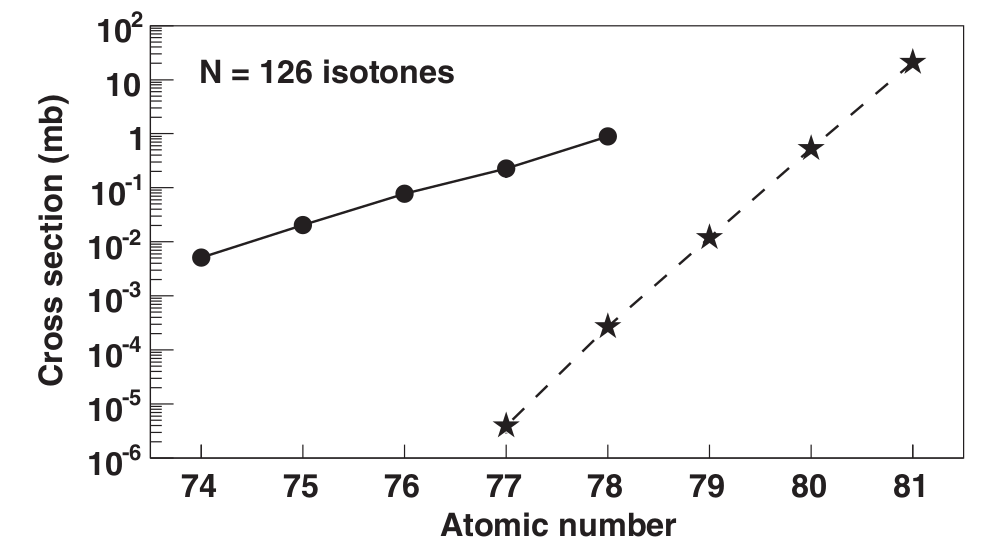 10²
10
1
10⁻¹
10⁻²
10⁻³
10⁻⁴
10⁻⁵
10⁻⁶
Cross section (mb)
N = 126 isotones
74 75 76 77 78 79 80 81
Atomic number